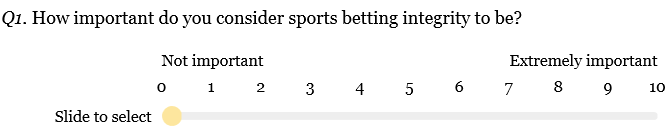 Q1. How important do you consider sports betting integrity to be?
Not important Extremely important
0 1 2 3 4 5 6 7 8 9 10
Slide to select